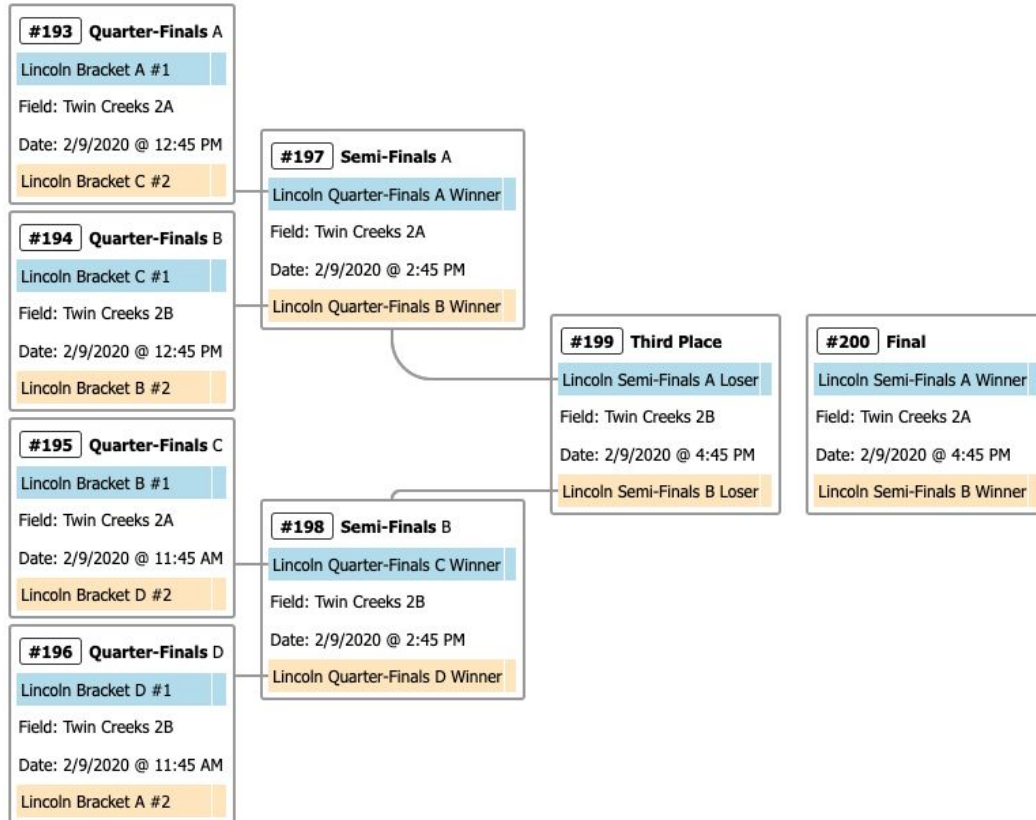 #193 Quarter-Finals A
Lincoln Bracket A #1
Field: Twin Creeks 2A
Date: 2/9/2020 @ 12:45 PM
Lincoln Bracket C #2
#194 Quarter-Finals B
Lincoln Bracket C #1
Field: Twin Creeks 2B
Date: 2/9/2020 @ 12:45 PM
Lincoln Bracket B #2
#195 Quarter-Finals C
Lincoln Bracket B #1
Field: Twin Creeks 2A
Date: 2/9/2020 @ 11:45 AM
Lincoln Bracket D #2
#196 Quarter-Finals D
Lincoln Bracket D #1
Field: Twin Creeks 2B
Date: 2/9/2020 @ 11:45 AM
Lincoln Bracket A #2
#197 Semi-Finals A
Lincoln Quarter-Finals A Winner
Field: Twin Creeks 2A
Date: 2/9/2020 @ 2:45 PM
Lincoln Quarter-Finals B Winner
#198 Semi-Finals B
Lincoln Quarter-Finals C Winner
Field: Twin Creeks 2B
Date: 2/9/2020 @ 2:45 PM
Lincoln Quarter-Finals D Winner
#199 Third Place
Lincoln Semi-Finals A Loser
Field: Twin Creeks 2B
Date: 2/9/2020 @ 4:45 PM
Lincoln Semi-Finals B Loser
#200 Final
Lincoln Semi-Finals A Winner
Field: Twin Creeks 2A
Date: 2/9/2020 @ 4:45 PM
Lincoln Semi-Finals B Winner